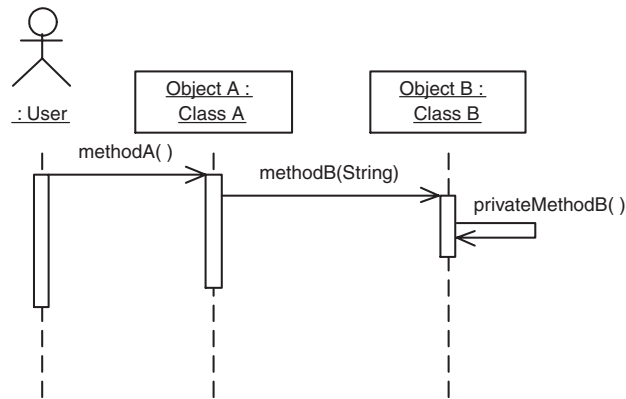 Object A :
Class A
Object B :
Class B
: User
methodA( )
methodB(String)
privateMethodB( )